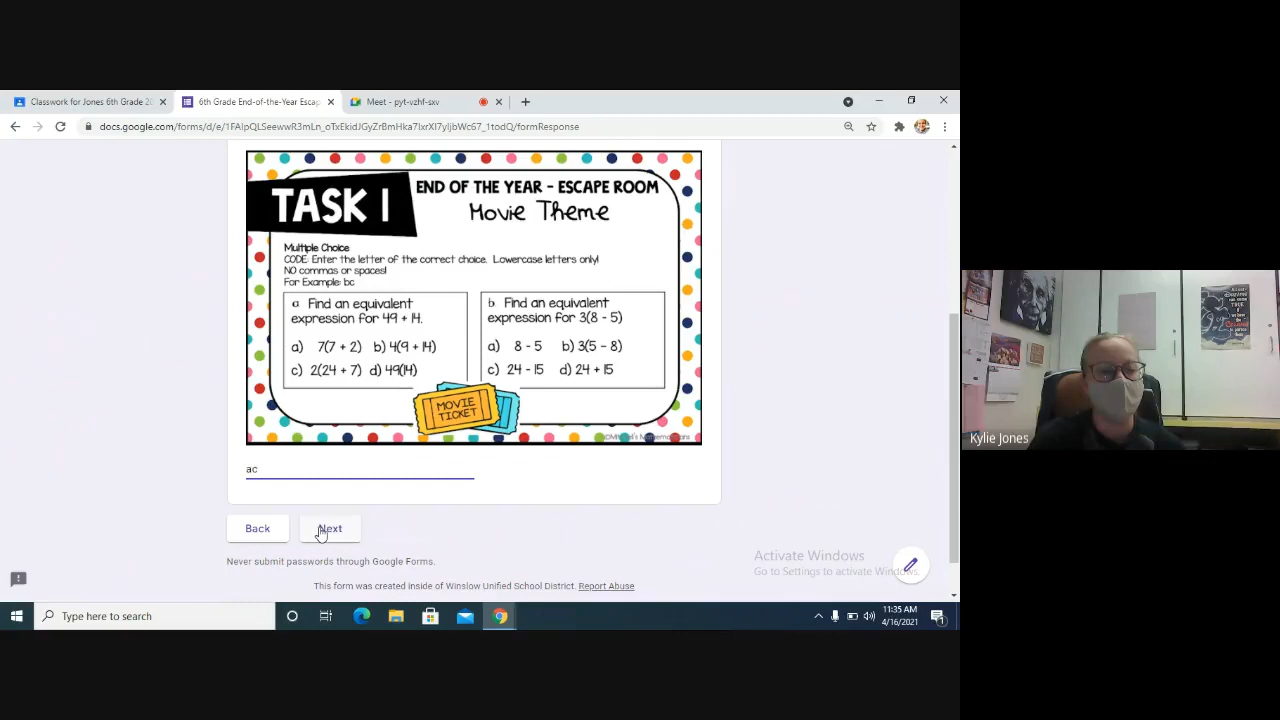 Classwork for Jones 6th Grade 2
6th Grade End-of-the-Year Escap
Meet - pyt-vzhf-sxv
docs.google.com/forms/d/e/1FAIpQLSeewwR3mLn_oTxEkidJGyZrBmHka7lxrXI7yljbWc67_1todQ/formResponse
TASK 1
END OF THE YEAR - ESCAPE ROOM
Movie Theme
Multiple Choice
CODE: Enter the letter of the correct choice. Lowercase letters only!
NO commas or spaces!
For Example: bc
a. Find an equivalent
expression for 49 + 14.
a) 7(7 + 2) b) 4(9 + 14)
c) 2(24 + 7) d) 49(14)
b. Find an equivalent
expression for 3(8 - 5)
a) 8 - 5 b) 3(5 - 8)
c) 24 - 15 d) 24 + 15
MOVIE
TICKET
ac
Back
Next
Never submit passwords through Google Forms.
This form was created inside of Winslow Unified School District. Report Abuse
Activate Windows
Go to Settings to activate Windows.
Type here to search
11:35 AM
4/16/2021
Kylie Jones